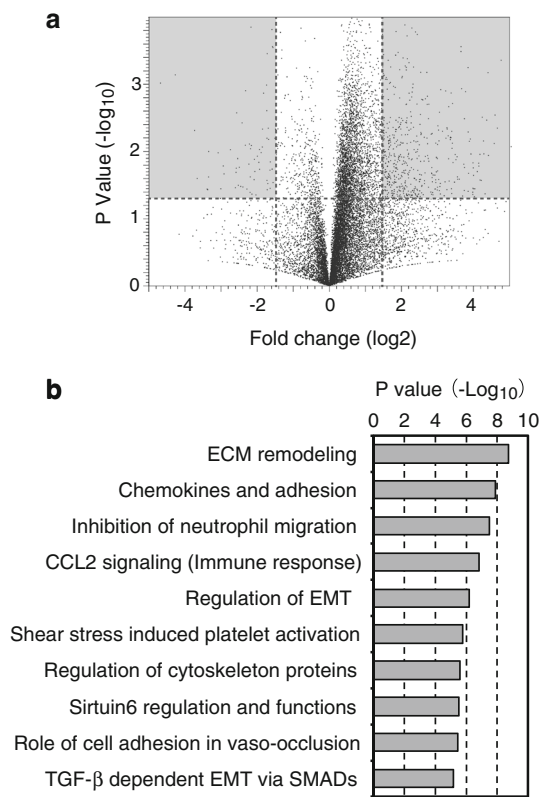 a
P Value (-log10)
3
2
1
0
-4 -2 0 2 4
Fold change (log2)
b
P value (-Log10)
0 2 4 6 8 10
ECM remodeling
Chemokines and adhesion
Inhibition of neutrophil migration
CCL2 signaling (Immune response)
Regulation of EMT
Shear stress induced platelet activation
Regulation of cytoskeleton proteins
Sirtuin6 regulation and functions
Role of cell adhesion in vaso-occlusion
TGF-β dependent EMT via SMADs